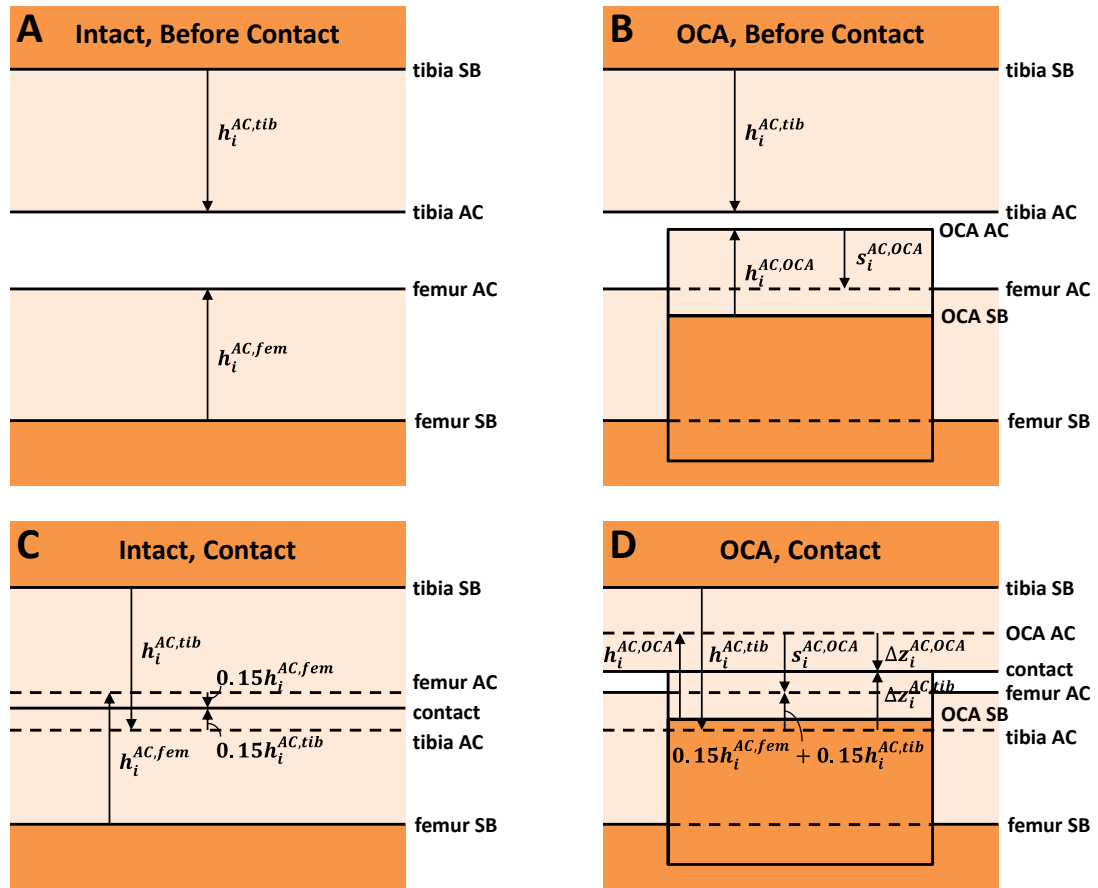 A
Intact, Before Contact
tibia SB
h_i^{AC,tib}
tibia AC
femur AC
h_i^{AC,fem}
femur SB
B
OCA, Before Contact
tibia SB
h_i^{AC,tib}
tibia AC
OCA AC
s_i^{AC,OCA}
h_i^{AC,OCA}
femur AC
OCA SB
femur SB
C
Intact, Contact
tibia SB
h_i^{AC,tib}
0.15h_i^{AC,fem}
femur AC
contact
tibia AC
0.15h_i^{AC,tib}
h_i^{AC,fem}
femur SB
D
OCA, Contact
tibia SB
OCA AC
h_i^{AC,OCA}
h_i^{AC,tib}
s_i^{AC,OCA}
Δz_i^{AC,OCA}
contact
femur AC
Δz_i^{AC,tib}
OCA SB
tibia AC
0.15h_i^{AC,fem} + 0.15h_i^{AC,tib}
femur SB